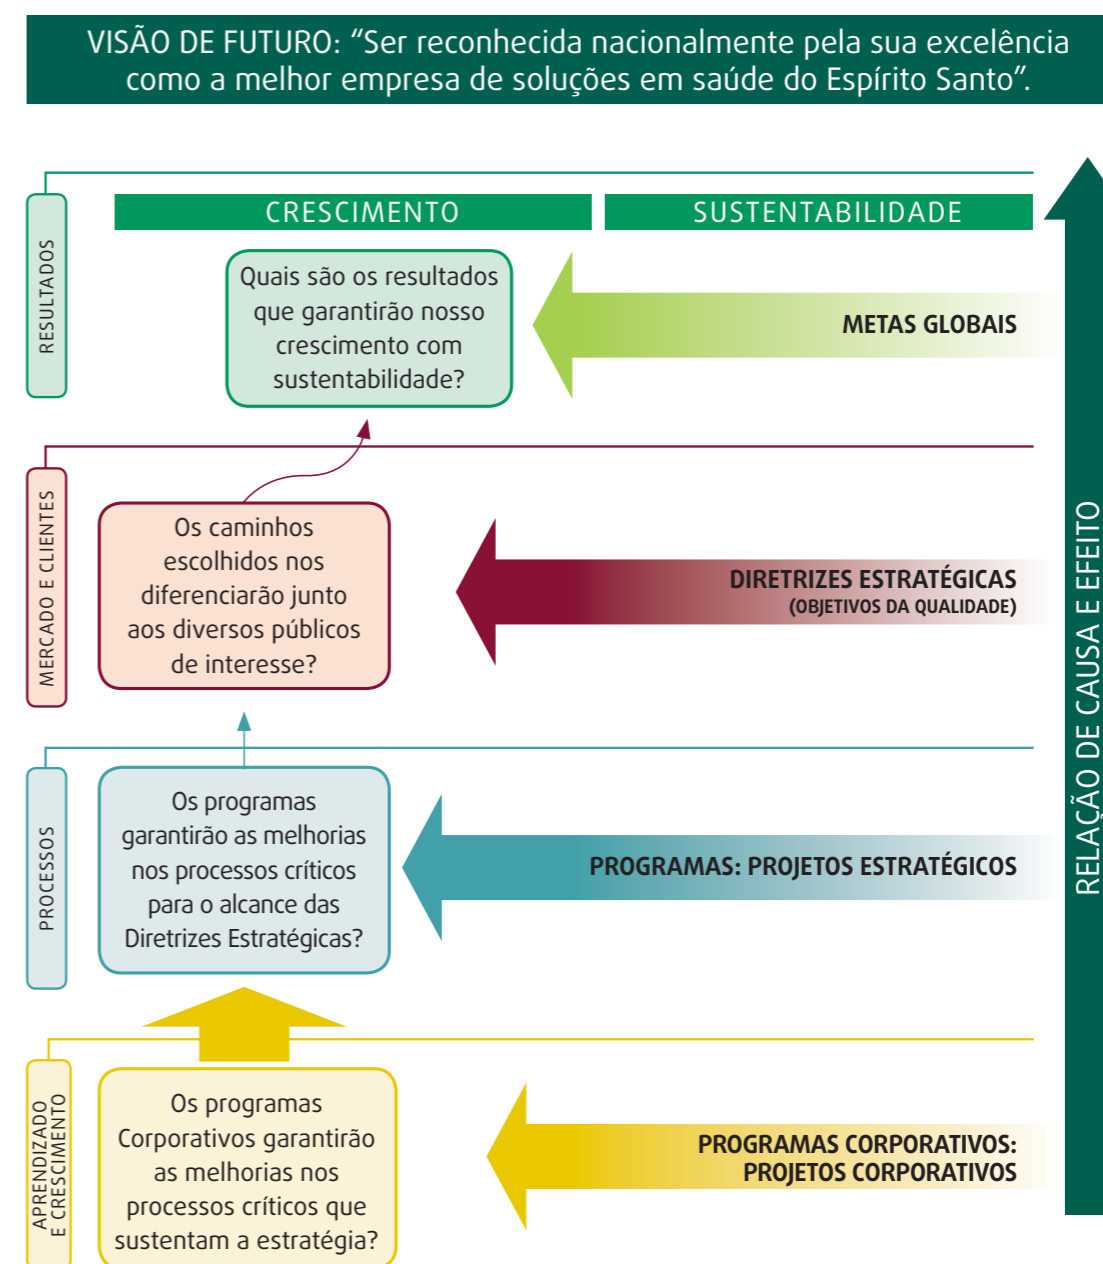 VISÃO DE FUTURO: “Ser reconhecida nacionalmente pela sua excelência
como a melhor empresa de soluções em saúde do Espírito Santo”.
CRESCIMENTO
SUSTENTABILIDADE
RESULTADOS
Quais são os resultados
que garantirão nosso
crescimento com
sustentabilidade?
METAS GLOBAIS
MERCADO E CLIENTES
Os caminhos
escolhidos nos
diferenciarão junto
aos diversos públicos
de interesse?
DIRETRIZES ESTRATÉGICAS
(OBJETIVOS DA QUALIDADE)
PROCESSOS
Os programas
garantirão as melhorias
nos processos críticos
para o alcance das
Diretrizes Estratégicas?
PROGRAMAS: PROJETOS ESTRATÉGICOS
APRENDIZADO
E CRESCIMENTO
Os programas
Corporativos garantirão
as melhorias nos
processos críticos que
sustentam a estratégia?
PROGRAMAS CORPORATIVOS:
PROJETOS CORPORATIVOS
RELAÇÃO DE CAUSA E EFEITO